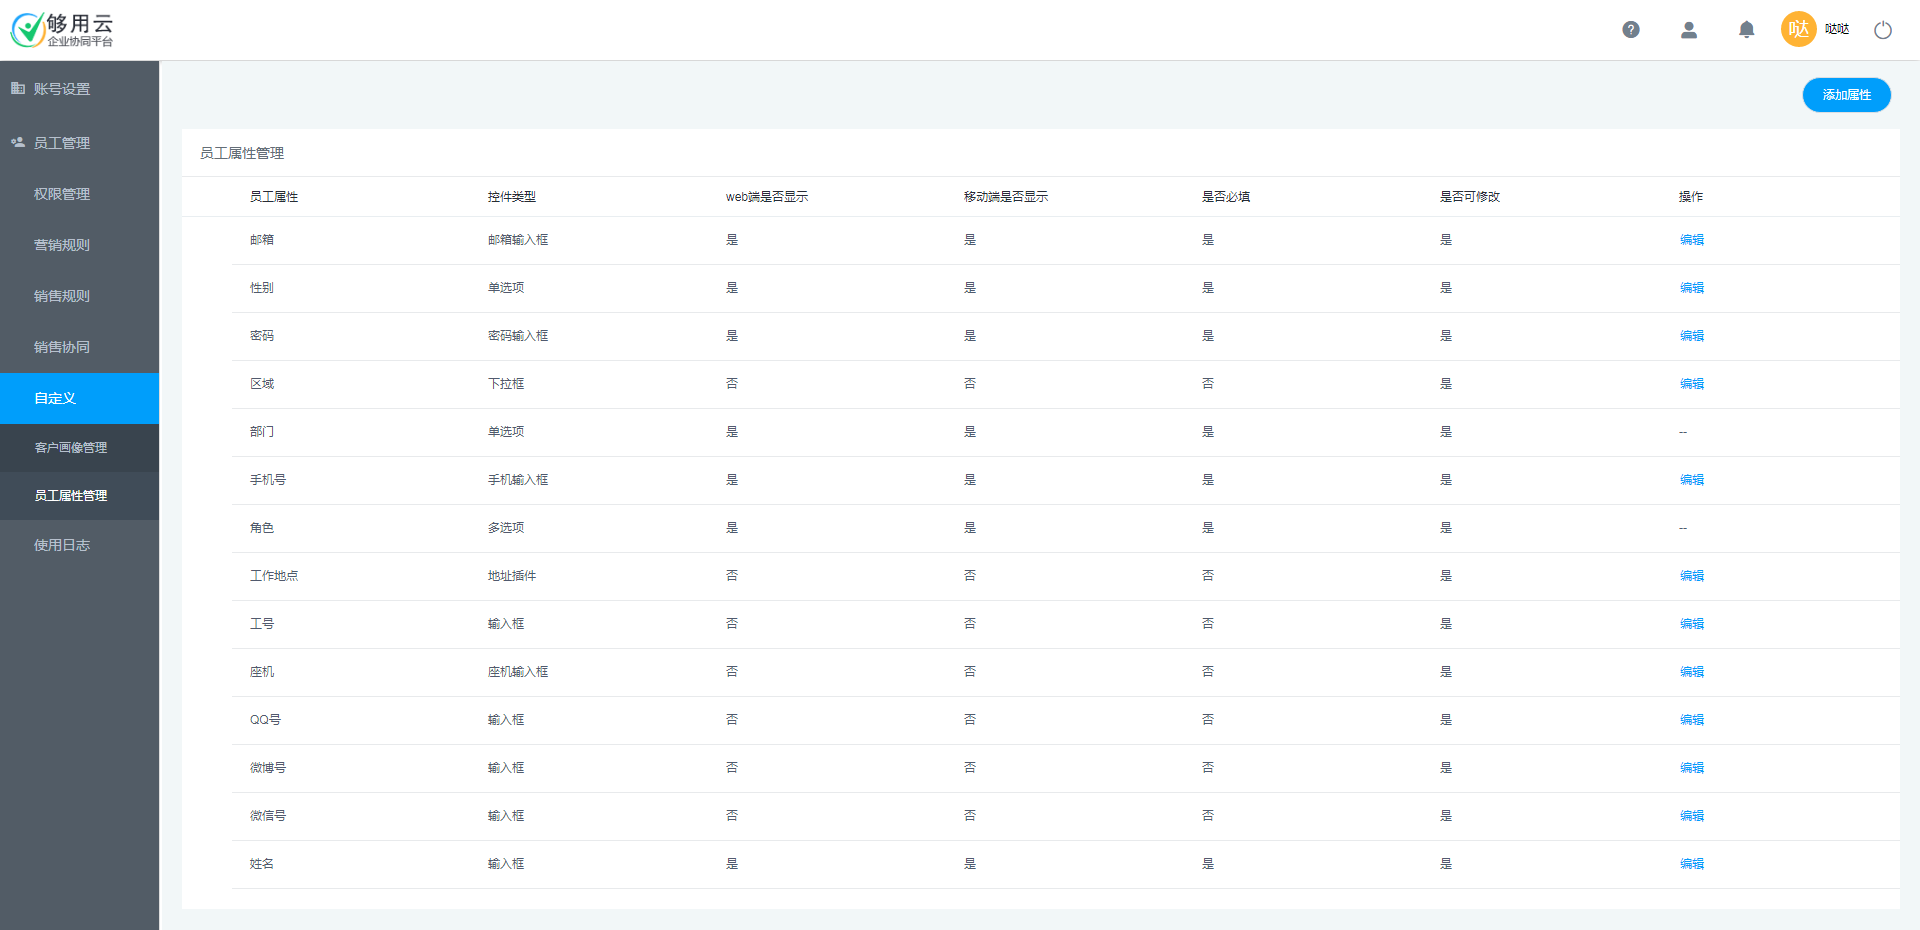 够用云
企业协同平台
?
哒
哒哒
账号设置
员工管理
权限管理
营销规则
销售规则
销售协同
自定义
客户画像管理
员工属性管理
使用日志
添加属性
员工属性管理
员工属性 控件类型 web端是否显示 移动端是否显示 是否必填 是否可修改 操作
邮箱 邮箱输入框 是 是 是 是 编辑
性别 单选项 是 是 是 是 编辑
密码 密码输入框 是 是 是 是 编辑
区域 下拉框 否 否 否 是 编辑
部门 单选项 是 是 是 是 --
手机号 手机输入框 是 是 是 是 编辑
角色 多选项 是 是 是 是 --
工作地点 地址插件 否 否 否 是 编辑
工号 输入框 否 否 否 是 编辑
座机 座机输入框 否 否 否 是 编辑
QQ号 输入框 否 否 否 是 编辑
微博号 输入框 否 否 否 是 编辑
微信号 输入框 否 否 否 是 编辑
姓名 输入框 是 是 是 是 编辑